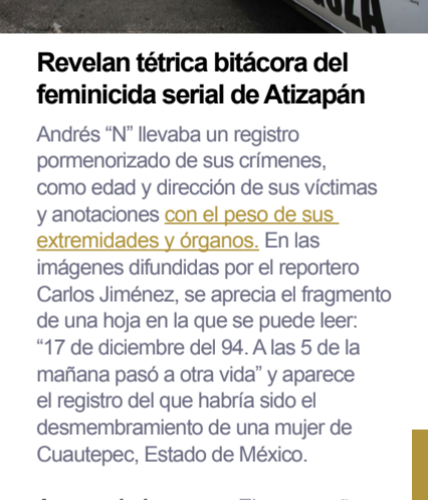 Revelan tétrica bitácora del
feminicida serial de Atizapán
Andrés “N” llevaba un registro
pormenorizado de sus crímenes,
como edad y dirección de sus víctimas
y anotaciones con el peso de sus
extremidades y órganos. En las
imágenes difundidas por el reportero
Carlos Jiménez, se aprecia el fragmento
de una hoja en la que se puede leer:
“17 de diciembre del 94. A las 5 de la
mañana pasó a otra vida” y aparece
el registro del que habría sido el
desmembramiento de una mujer de
Cuautepec, Estado de México.